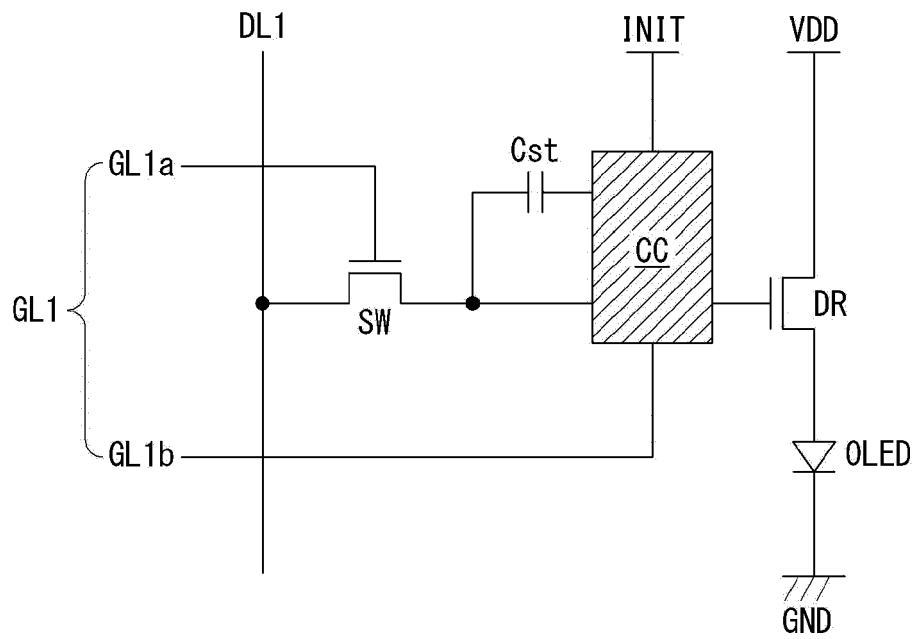 DL1
INIT
VDD
GL1a
Cst
CC
GL1
SW
DR
GL1b
OLED
GND